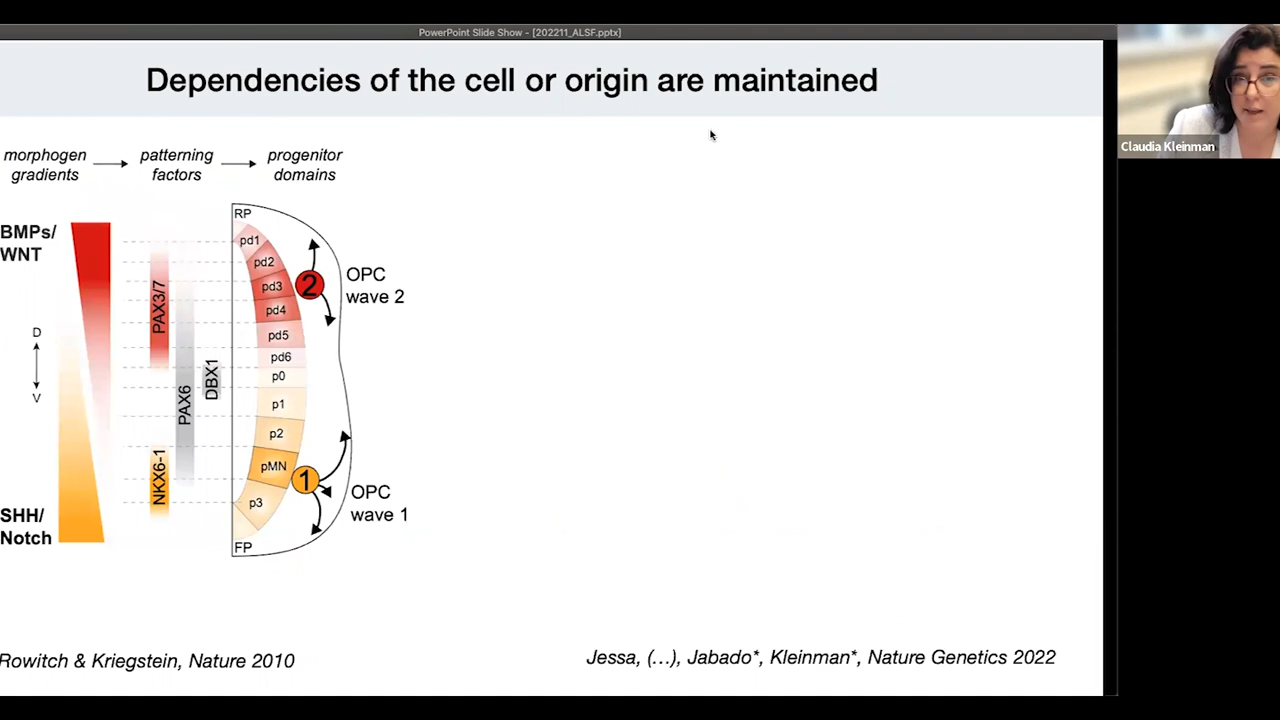 PowerPoint Slide Show - [202211_ALSF.pptx]
Dependencies of the cell or origin are maintained
Claudia Kleinman
morphogen
gradients
patterning
factors
progenitor
domains
BMPs/
WNT
D
V
SHH/
Notch
PAX3/7
PAX6
DBX1
NKX6-1
RP
pd1
pd2
pd3
pd4
pd5
pd6
p0
p1
p2
pMN
p3
FP
2
OPC
wave 2
1
OPC
wave 1
Rowitch & Kriegstein, Nature 2010
Jessa, (…), Jabado*, Kleinman*, Nature Genetics 2022